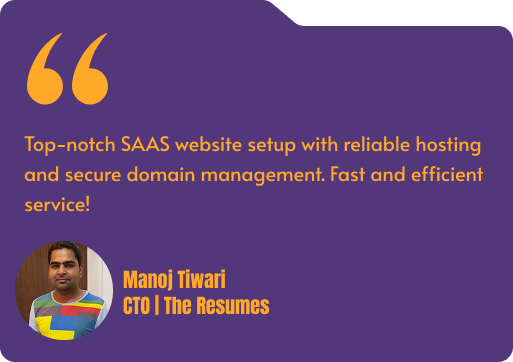 Top-notch SAAS website setup with reliable hosting
and secure domain management. Fast and efficient
service!
Manoj Tiwari
CTO | The Resumes